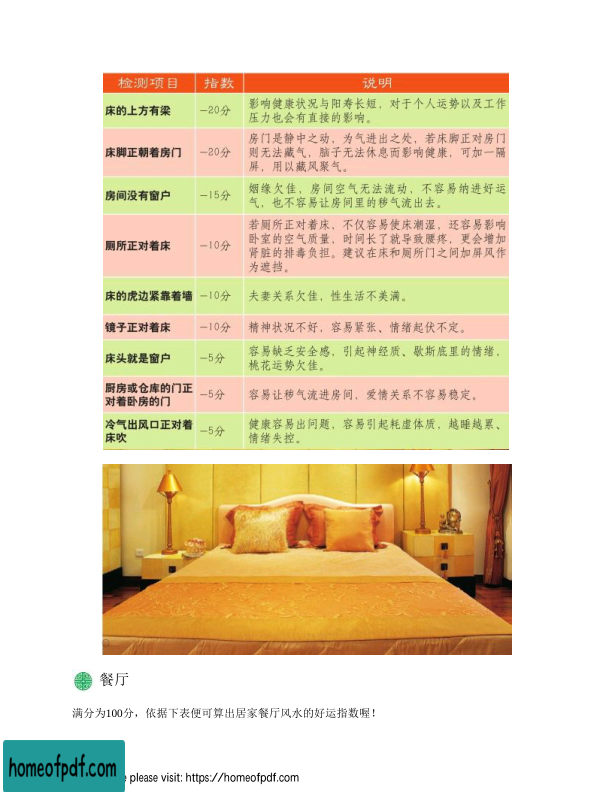 检测项目 指数 说明
床的上方有梁 —20分 影响健康状况与阳寿长短，对于个人运势以及工作
压力也会有直接的影响。
床脚正朝着房门 —20分 房门是静中之动，为气进出之处，若床脚正对房门
则无法藏气，脑子无法休息而影响健康，可加一隔
屏，用以藏风聚气。
房间没有窗户 —15分 烟缘欠佳，房间空气无法流动，不容易纳进好运
气，也不容易让房间里的秽气流出去。
厕所正对着床 —10分 若厕所正对着床，不仅容易使床潮湿，还容易影响
卧室的空气质量，时间长了就导致腰疼，更会增加
肾脏的排毒负担。建议在床和厕所门之间加屏风作
为遮挡。
床的虎边紧靠着墙 —10分 夫妻关系欠佳，性生活不美满。
镜子正对着床 —10分 精神状况不好，容易紧张、情绪起伏不定。
床头就是窗户 —5分 容易缺乏安全感，引起神经质、歇斯底里的情绪，
桃花运势欠佳。
厨房或仓库的门正
对着卧房的门 —5分 容易让秽气流进房间，爱情关系不容易稳定。
冷气出风口正对着
床吹 —5分 健康容易出问题，容易引起耗虚体质，越睡越累、
情绪失控。
餐厅
满分为100分，依据下表便可算出居家餐厅风水的好运指数喔！
homeofpdf.com
e please visit: https://homeofpdf.com